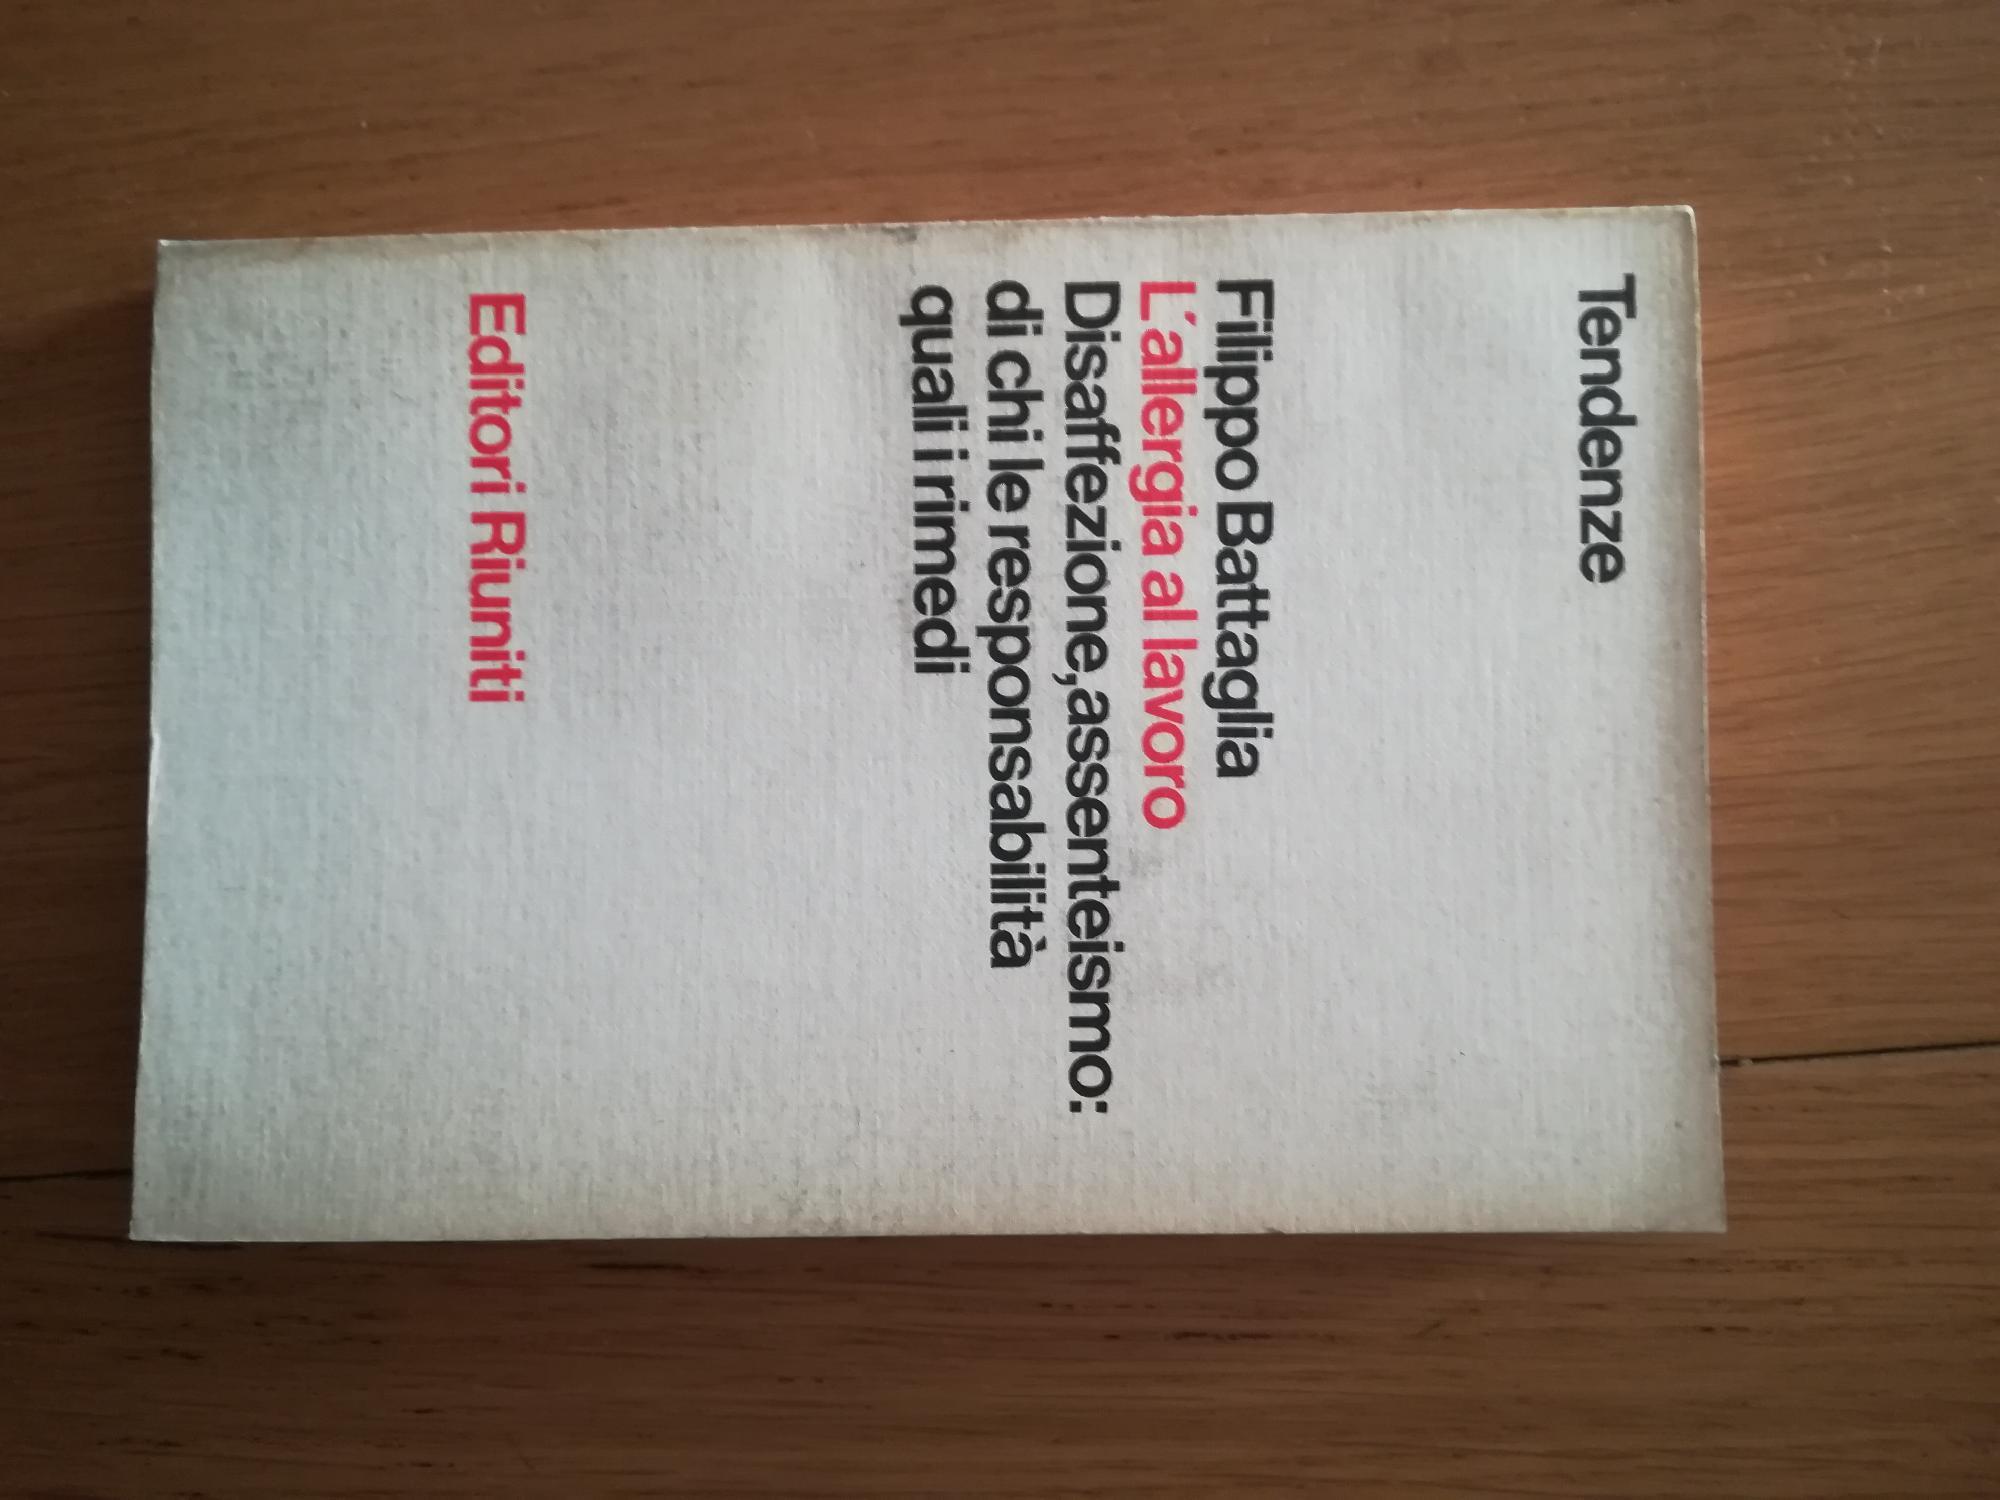 Tendenze
Filippo Battaglia
L'allergia al lavoro
Disaffezione, assenteismo:
di chi le responsabilità
quali i rimedi
Editori Riuniti